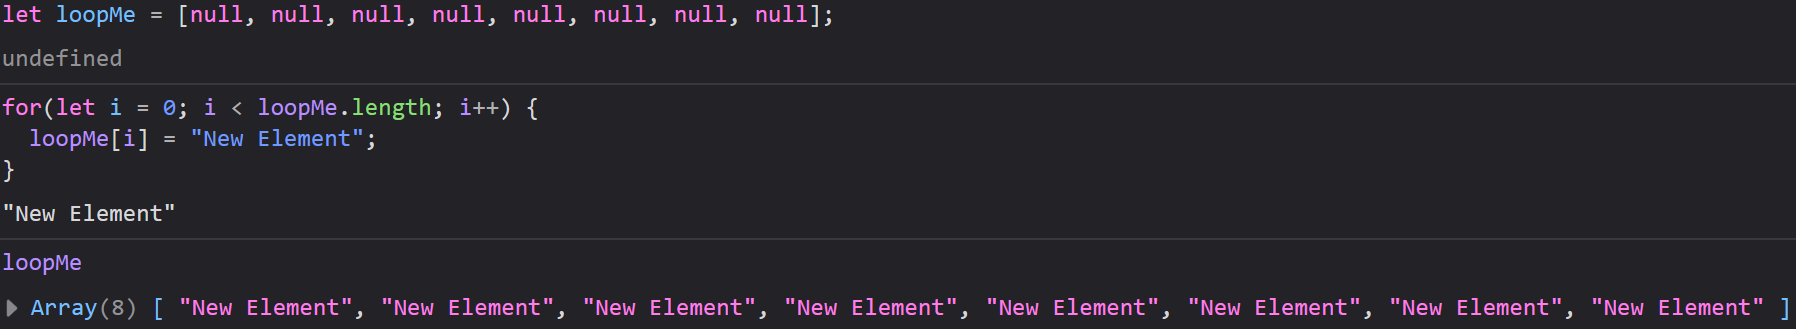 let loopMe = [null, null, null, null, null, null, null, null];
undefined
for(let i = 0; i < loopMe.length; i++) {
  loopMe[i] = "New Element";
}
"New Element"
loopMe
Array(8) [ "New Element", "New Element", "New Element", "New Element", "New Element", "New Element", "New Element", "New Element" ]